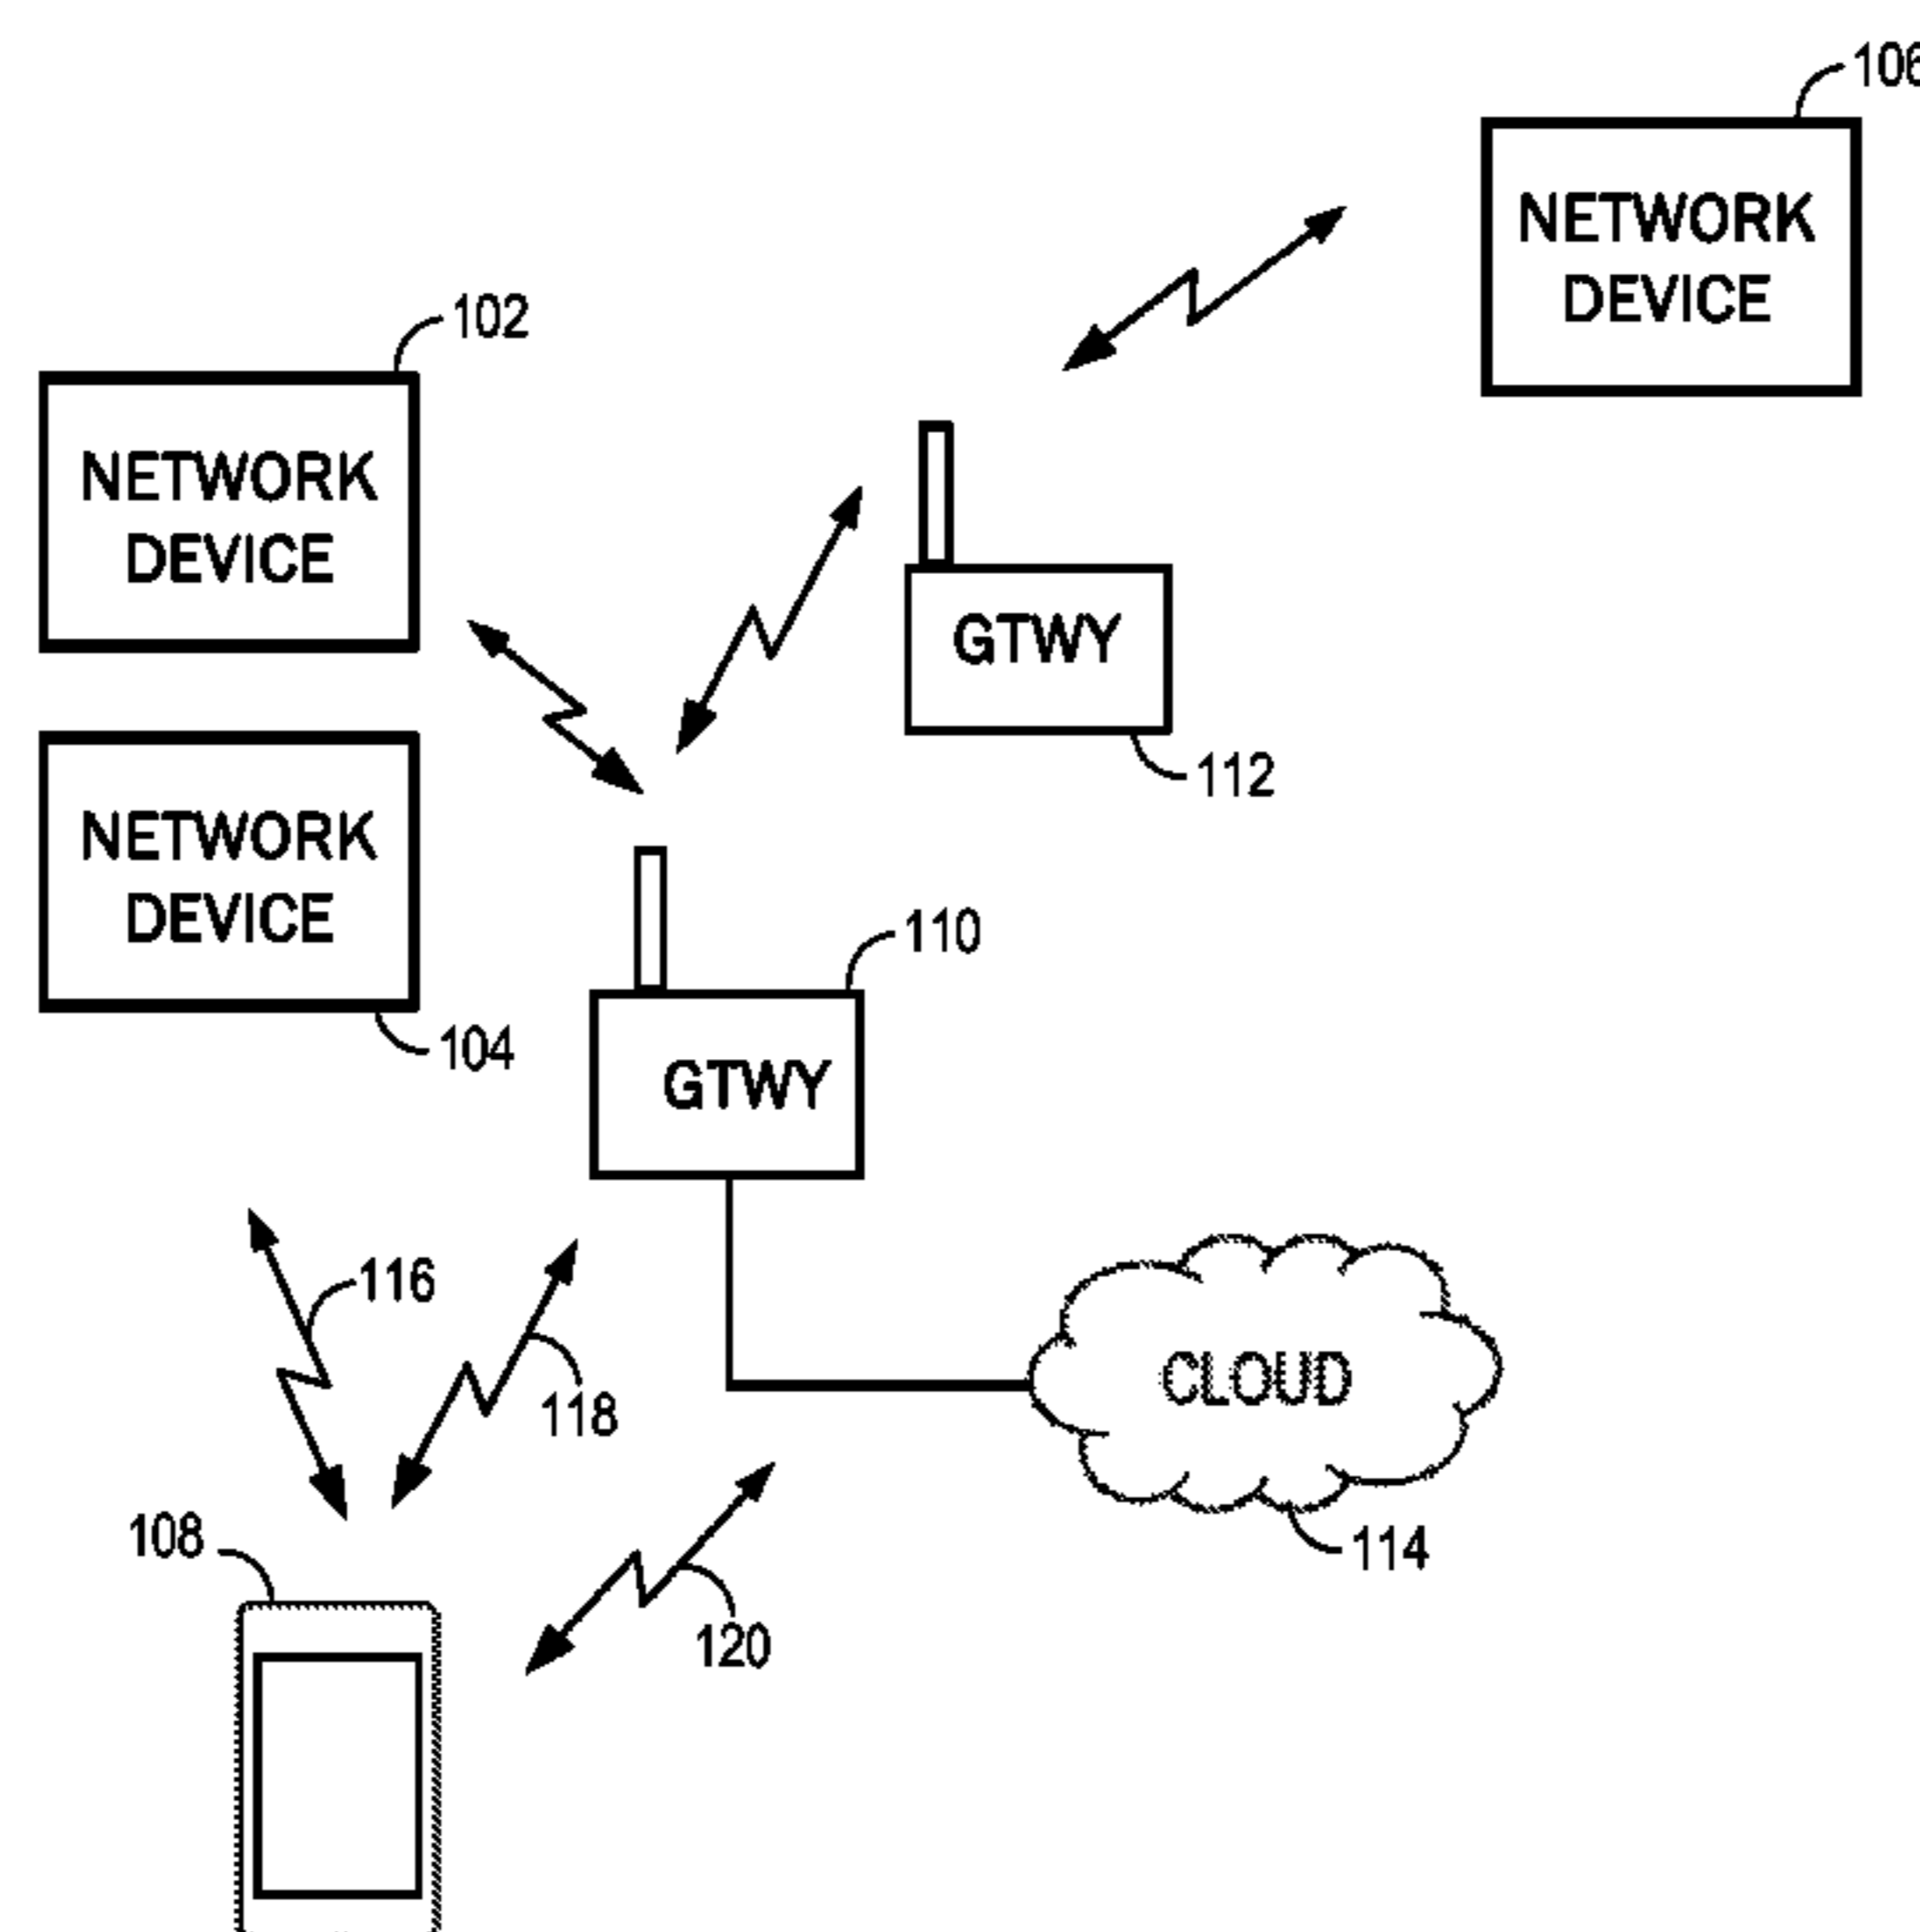 106
NETWORK
DEVICE
102
NETWORK
DEVICE
GTWY
112
NETWORK
DEVICE
104
110
GTWY
116
118
CLOUD
114
108
120